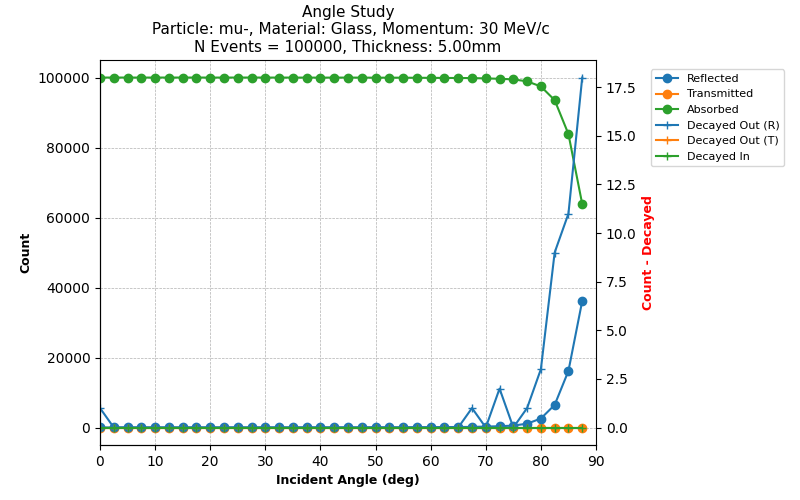 Angle Study
Particle: mu-, Material: Glass, Momentum: 30 MeV/c
N Events = 100000, Thickness: 5.00mm
100000
80000
60000
40000
20000
0
Count
0 10 20 30 40 50 60 70 80 90
Incident Angle (deg)
17.5
15.0
12.5
10.0
7.5
5.0
2.5
0.0
Count - Decayed
Reflected
Transmitted
Absorbed
Decayed Out (R)
Decayed Out (T)
Decayed In